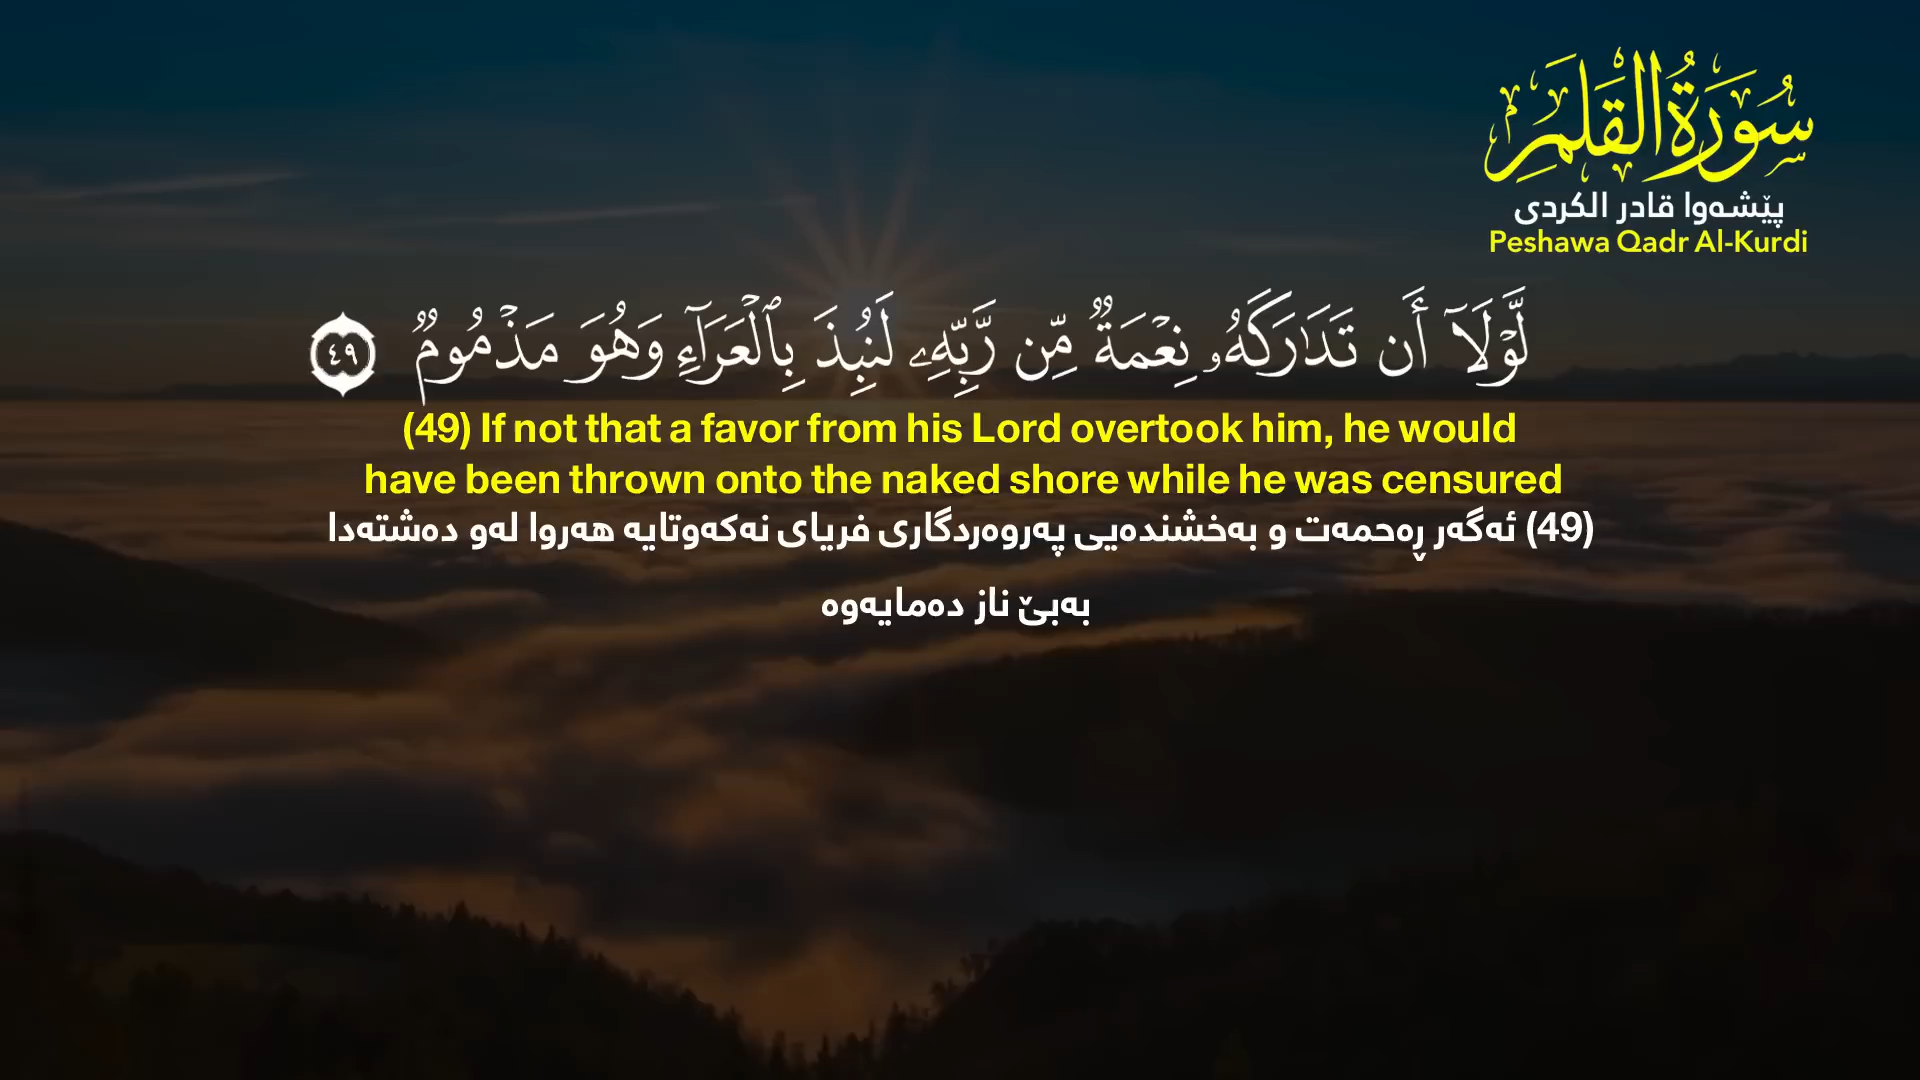 سُورَةُ الْقَلَمِ
پێشەوا قادر الكردی
Peshawa Qadr Al-Kurdi
لَّوۡلَآ أَن تَدَٰرَكَهُۥ نِعۡمَةٞ مِّن رَّبِّهِۦ لَنُبِذَ بِٱلۡعَرَآءِ وَهُوَ مَذۡمُومٞ ٤٩
(49) If not that a favor from his Lord overtook him, he would
have been thrown onto the naked shore while he was censured
(49) ئەگەر ڕەحمەت و بەخشندەیی پەروەردگاری فریای نەکەوتایە هەروا لەو دەشتەدا
بەبێ ناز دەمایەوە